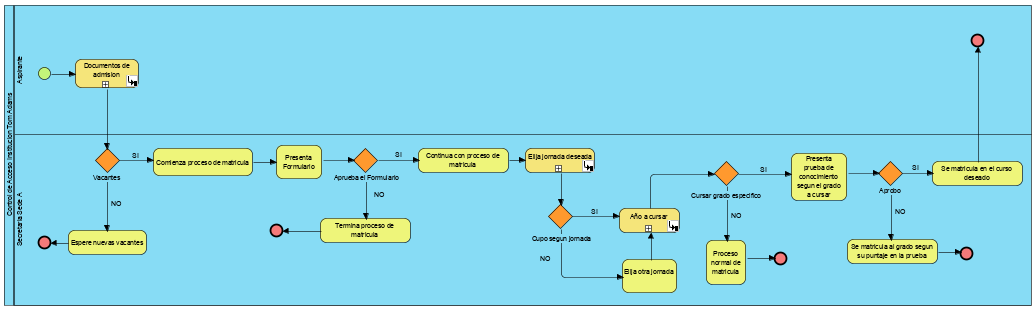 Control de Acceso Institucion Tom Adams
Aspirante
Documentos de
admision
Secretaria Sede A
Vacantes
SI
NO
Espere nuevas vacantes
Comienza proceso de matricula
Presenta
Formulario
Aprueba el Formulario
SI
NO
Termina proceso de
matricula
Continua con proceso de
matricula
Elija jornada deseada
Cupo segun jornada
SI
NO
Elija otra jornada
Año a cursar
Cursar grado especifico
SI
NO
Proceso
normal de
matricula
Presenta
prueba de
conocimiento
segun el grado
a cursar
Aprobo
SI
NO
Se matricula al grado segun
su puntaje en la prueba
Se matricula en el curso
deseado